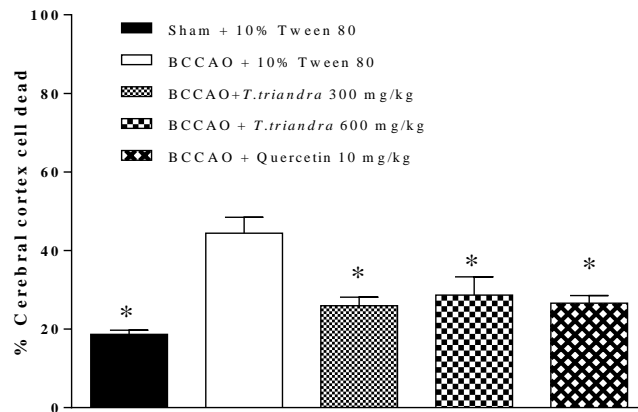 % Cerebral cortex cell dead
100
80
60
40
20
0
Sham + 10% Tween 80
BCCAO + 10% Tween 80
BCCAO+T.triandra 300 mg/kg
BCCAO + T.triandra 600 mg/kg
BCCAO + Quercetin 10 mg/kg
*
*
*
*